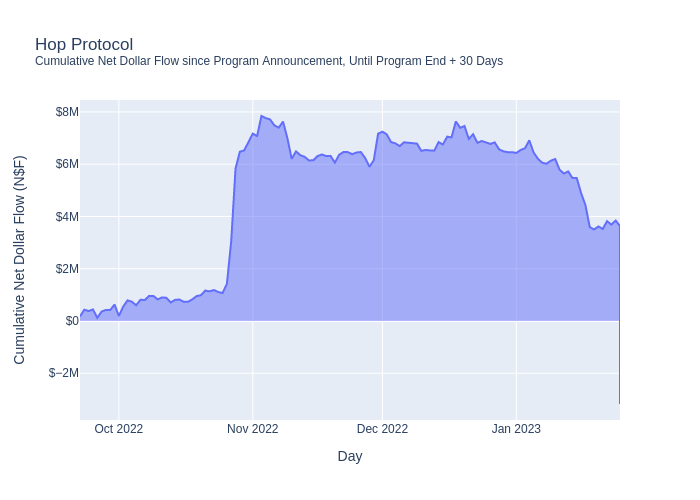 Hop Protocol
Cumulative Net Dollar Flow since Program Announcement, Until Program End + 30 Days
Cumulative Net Dollar Flow (N$F)
$8M
$6M
$4M
$2M
$0
$−2M
Oct 2022
Nov 2022
Dec 2022
Jan 2023
Day